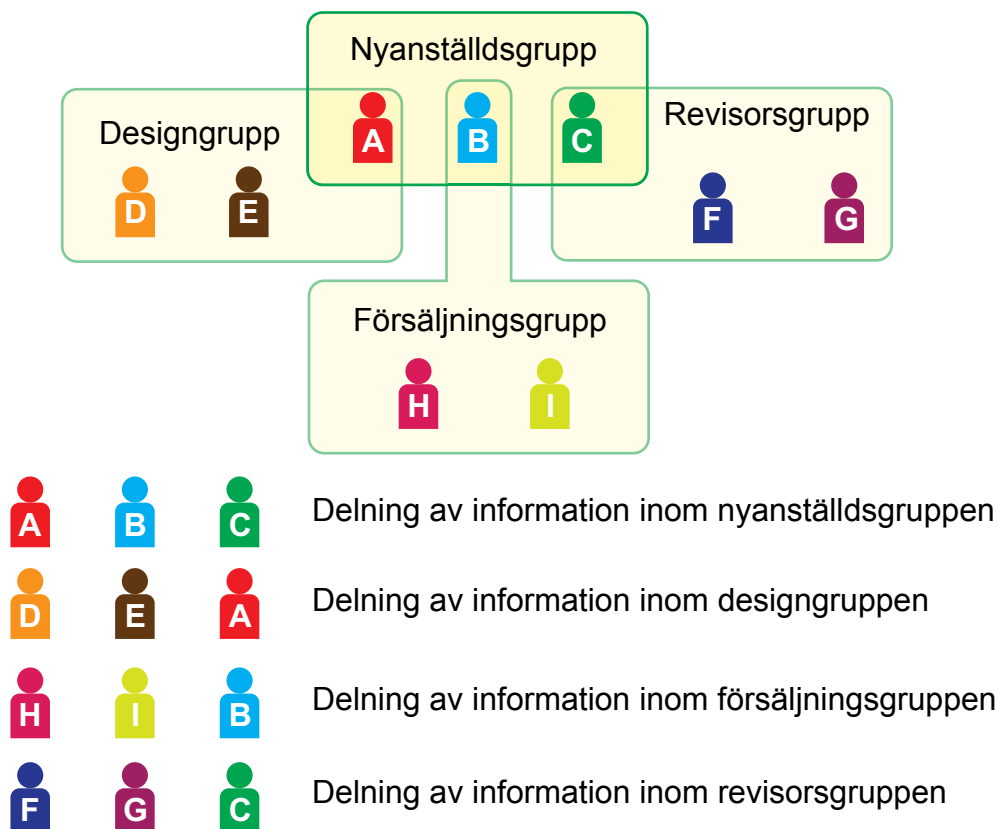 Nyanställdsgrupp
Designgrupp
A
B
C
Revisorsgrupp
D
E
F
G
Försäljningsgrupp
H
I
A B C Delning av information inom nyanställdsgruppen
D E A Delning av information inom designgruppen
H I B Delning av information inom försäljningsgruppen
F G C Delning av information inom revisorsgruppen